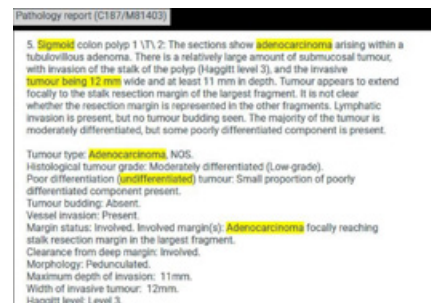 Pathology report (C187/M81403)
5. Sigmoid colon polyp 1 \T\ 2: The sections show adenocarcinoma arising within a
tubulovillous adenoma. There is a relatively large amount of submucosal tumour,
with invasion of the stalk of the polyp (Haggitt level 3), and the invasive
tumour being 12 mm wide and at least 11 mm in depth. Tumour appears to extend
focally to the stalk resection margin of the largest fragment. It is not clear
whether the resection margin is represented in the other fragments. Lymphatic
invasion is present, but no tumour budding seen. The majority of the tumour is
moderately differentiated, but some poorly differentiated component is present.
Tumour type: Adenocarcinoma, NOS.
Histological tumour grade: Moderately differentiated (Low-grade).
Poor differentiation (undifferentiated) tumour: Small proportion of poorly
differentiated component present.
Tumour budding: Absent.
Vessel invasion: Present.
Margin status: Involved. Involved margin(s): Adenocarcinoma focally reaching
stalk resection margin in the largest fragment.
Clearance from deep margin: Involved.
Morphology: Pedunculated.
Maximum depth of invasion: 11mm.
Width of invasive tumour: 12mm.
Haggitt level: Level 3.